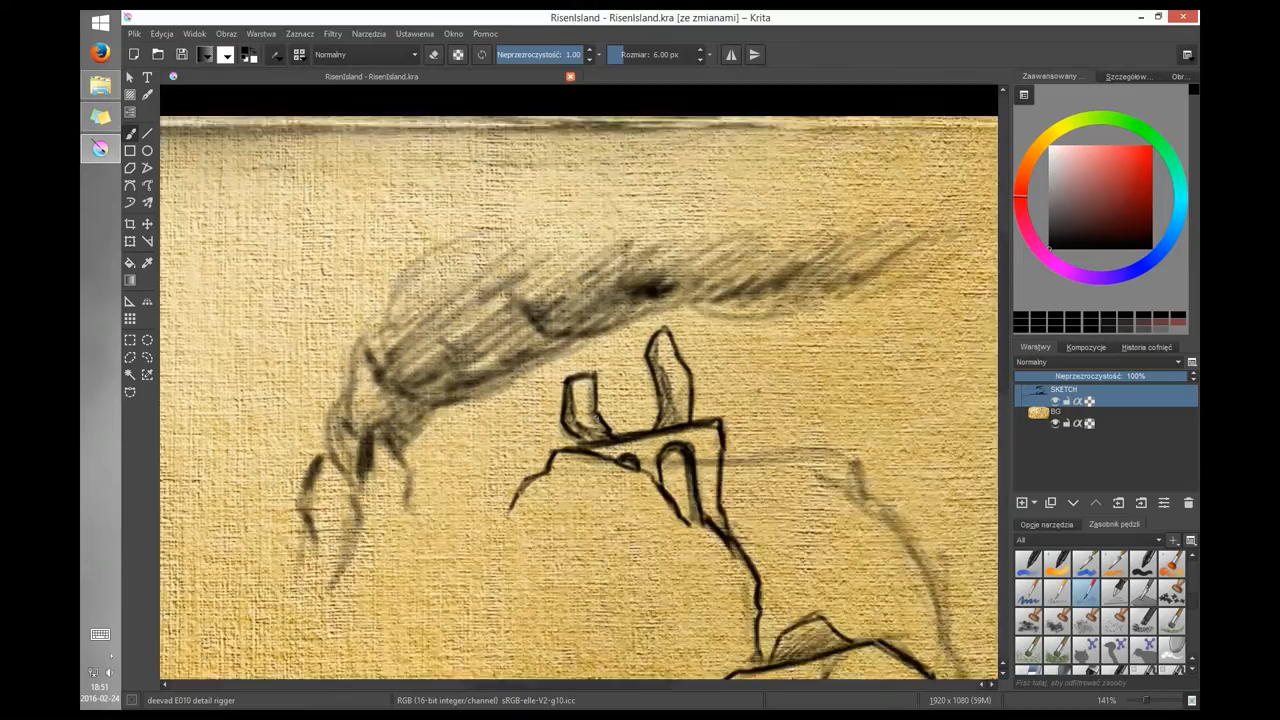 RisenIsland - RisenIsland.kra [ze zmianami] – Krita
Plik Edycja Widok Obraz Warstwa Zaznacz Filtry Narzędzia Ustawienia Okno Pomoc
Normalny Nieprzezroczystość: 1.00 Rozmiar: 6.00 px
RisenIsland - RisenIsland.kra
Zaawansowany ... Szczegółow... Obr...
Warstwy Kompozycje Historia cofnięć
Normalny
Nieprzezroczystość: 100%
SKETCH
BG
Opcje narzędzia Zasobnik pędzli
All
Pisz tutaj, aby odfiltrować zasoby
18:51
2016-02-24
deevad E010 detail rigger RGB (16-bit integer/channel) sRGB-elle-V2-g10.icc 1920 x 1080 (59M) 141%